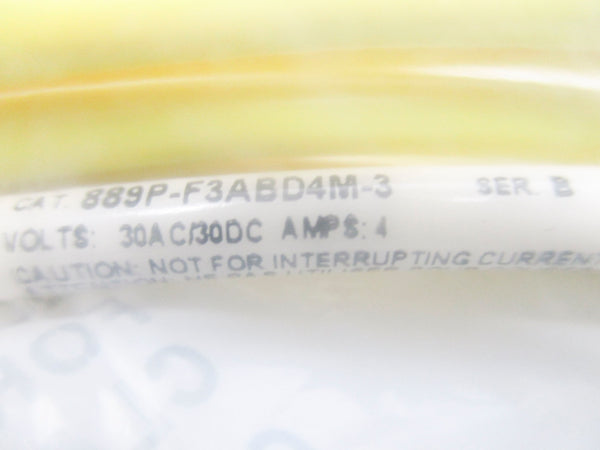 CAT. 889P-F3ABD4M-3 SER. B
VOLTS: 30AC/30DC AMPS: 4
CAUTION: NOT FOR INTERRUPTING CURRENT